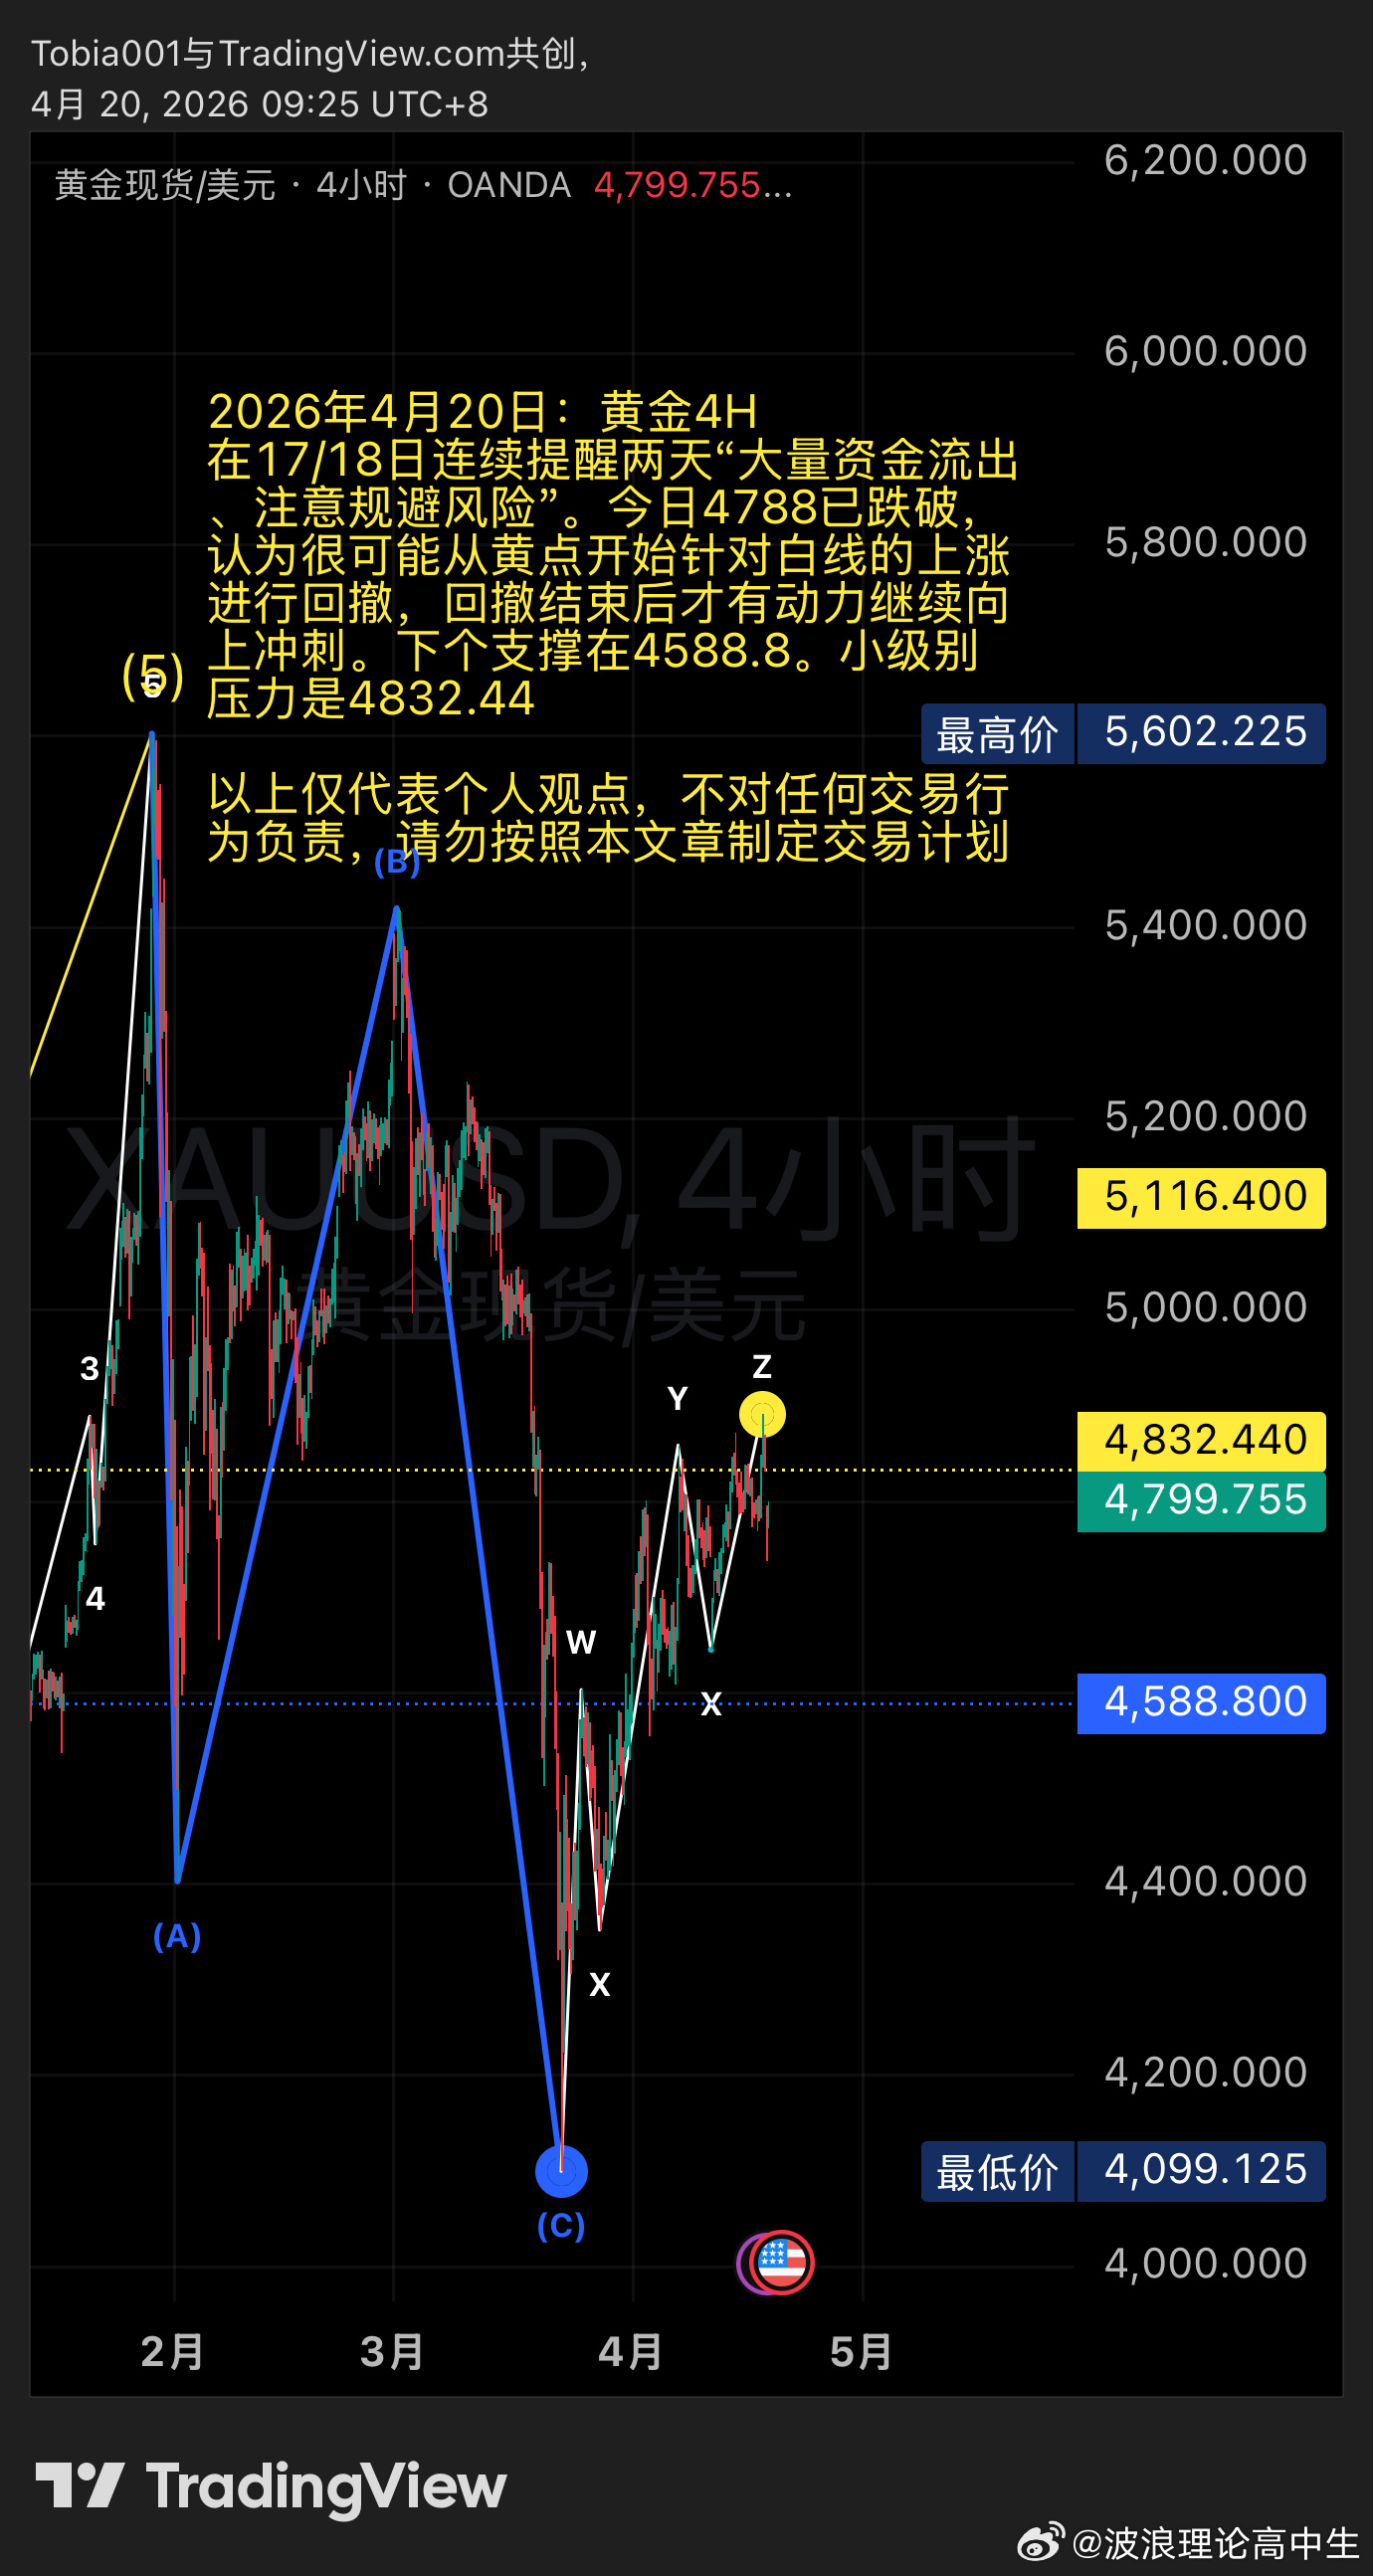 Tobia001与TradingView.com共创，
4月 20, 2026 09:25 UTC+8
黄金现货/美元 · 4小时 · OANDA 4,799.755...
6,200.000
6,000.000
2026年4月20日：黄金4H
在17/18日连续提醒两天“大量资金流出
、注意规避风险”。今日4788已跌破，
认为很可能从黄点开始针对白线的上涨
进行回撤，回撤结束后才有动力继续向
上冲刺。下个支撑在4588.8。小级别
压力是4832.44
5,800.000
(5)
5
最高价 5,602.225
以上仅代表个人观点，不对任何交易行
为负责，请勿按照本文章制定交易计划
(B)
5,400.000
5,200.000
XAUUSD, 4小时
黄金现货/美元
5,116.400
5,000.000
3
Z
Y
4,832.440
4,799.755
4
W
4,588.800
X
4,400.000
(A)
X
4,200.000
最低价 4,099.125
(C)
4,000.000
2月 3月 4月 5月
TradingView
@波浪理论高中生